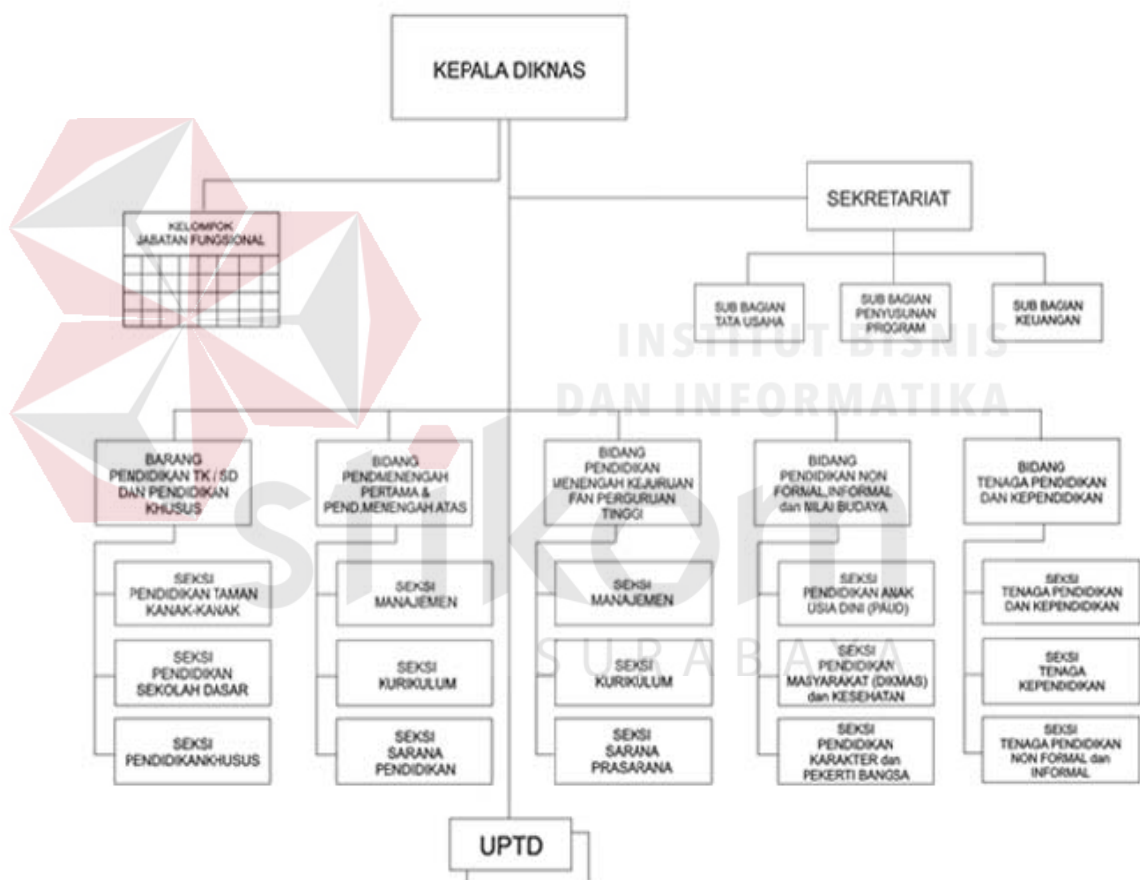 KEPALA DIKNAS
SEKRETARIAT
KELOMPOK
JABATAN FUNGSIONAL
SUB BAGIAN
TATA USAHA
SUB BAGIAN
PENYUSUNAN
PROGRAM
SUB BAGIAN
KEUANGAN
INSTITUT BISNIS
DAN INFORMATIKA
BARANG
PENDIDIKAN TK / SD
DAN PENDIDIKAN
KHUSUS
BIDANG
PENDMENENGAH
PERTAMA &
PEND.MENENGAH ATAS
BIDANG
PENDIDIKAN
MENENGAH KEJURUAN
FAN PERGURUAN
TINGGI
BIDANG
PENDIDIKAN NON
FORMAL,INFORMAL
dan NILAI BUDAYA
BIDANG
TENAGA PENDIDIKAN
DAN KEPENDIDIKAN
stikom
SURABAYA
SEKSI
PENDIDIKAN TAMAN
KANAK-KANAK
SEKSI
MANAJEMEN
SEKSI
MANAJEMEN
SEKSI
PENDIDIKAN ANAK
USIA DINI (PAUD)
SEKSI
TENAGA PENDIDIKAN
DAN KEPENDIDIKAN
SEKSI
PENDIDIKAN
SEKOLAH DASAR
SEKSI
KURIKULUM
SEKSI
KURIKULUM
SEKSI
PENDIDIKAN
MASYARAKAT (DIKMAS)
dan KESEHATAN
SEKSI
TENAGA
KEPENDIDIKAN
SEKSI
PENDIDIKANKHUSUS
SEKSI
SARANA
PENDIDIKAN
SEKSI
SARANA
PRASARANA
SEKSI
PENDIDIKAN
KARAKTER dan
PEKERTI BANGSA
SEKSI
TENAGA PENDIDIKAN
NON FORMAL dan
INFORMAL
UPTD